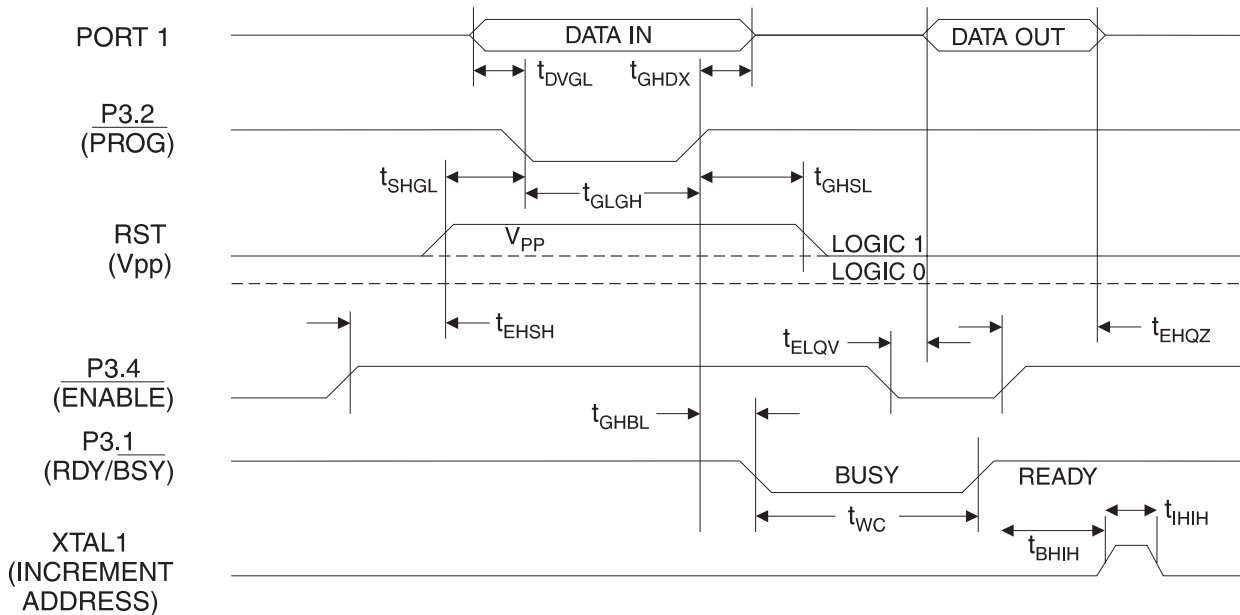 PORT 1
DATA IN
DATA OUT
tDVGL
tGHDX
P3.2
(PROG)
tSHGL
tGLGH
tGHSL
RST
(Vpp)
VPP
LOGIC 1
LOGIC 0
tEHSH
tELQV
tEHQZ
P3.4
(ENABLE)
tGHBL
P3.1
(RDY/BSY)
BUSY
READY
tWC
tIHIH
tBHIH
XTAL1
(INCREMENT
ADDRESS)